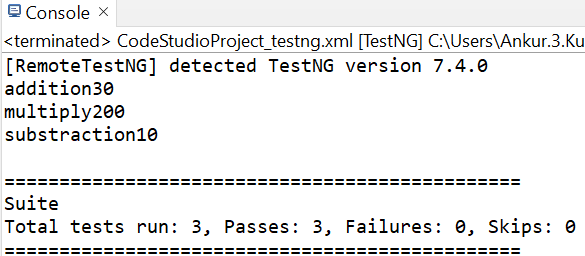 Console ×
<terminated> CodeStudioProject_testng.xml [TestNG] C:\Users\Ankur.3.Ku
[RemoteTestNG] detected TestNG version 7.4.0
addition30
multiply200
substraction10
===============================================
Suite
Total tests run: 3, Passes: 3, Failures: 0, Skips: 0
===============================================